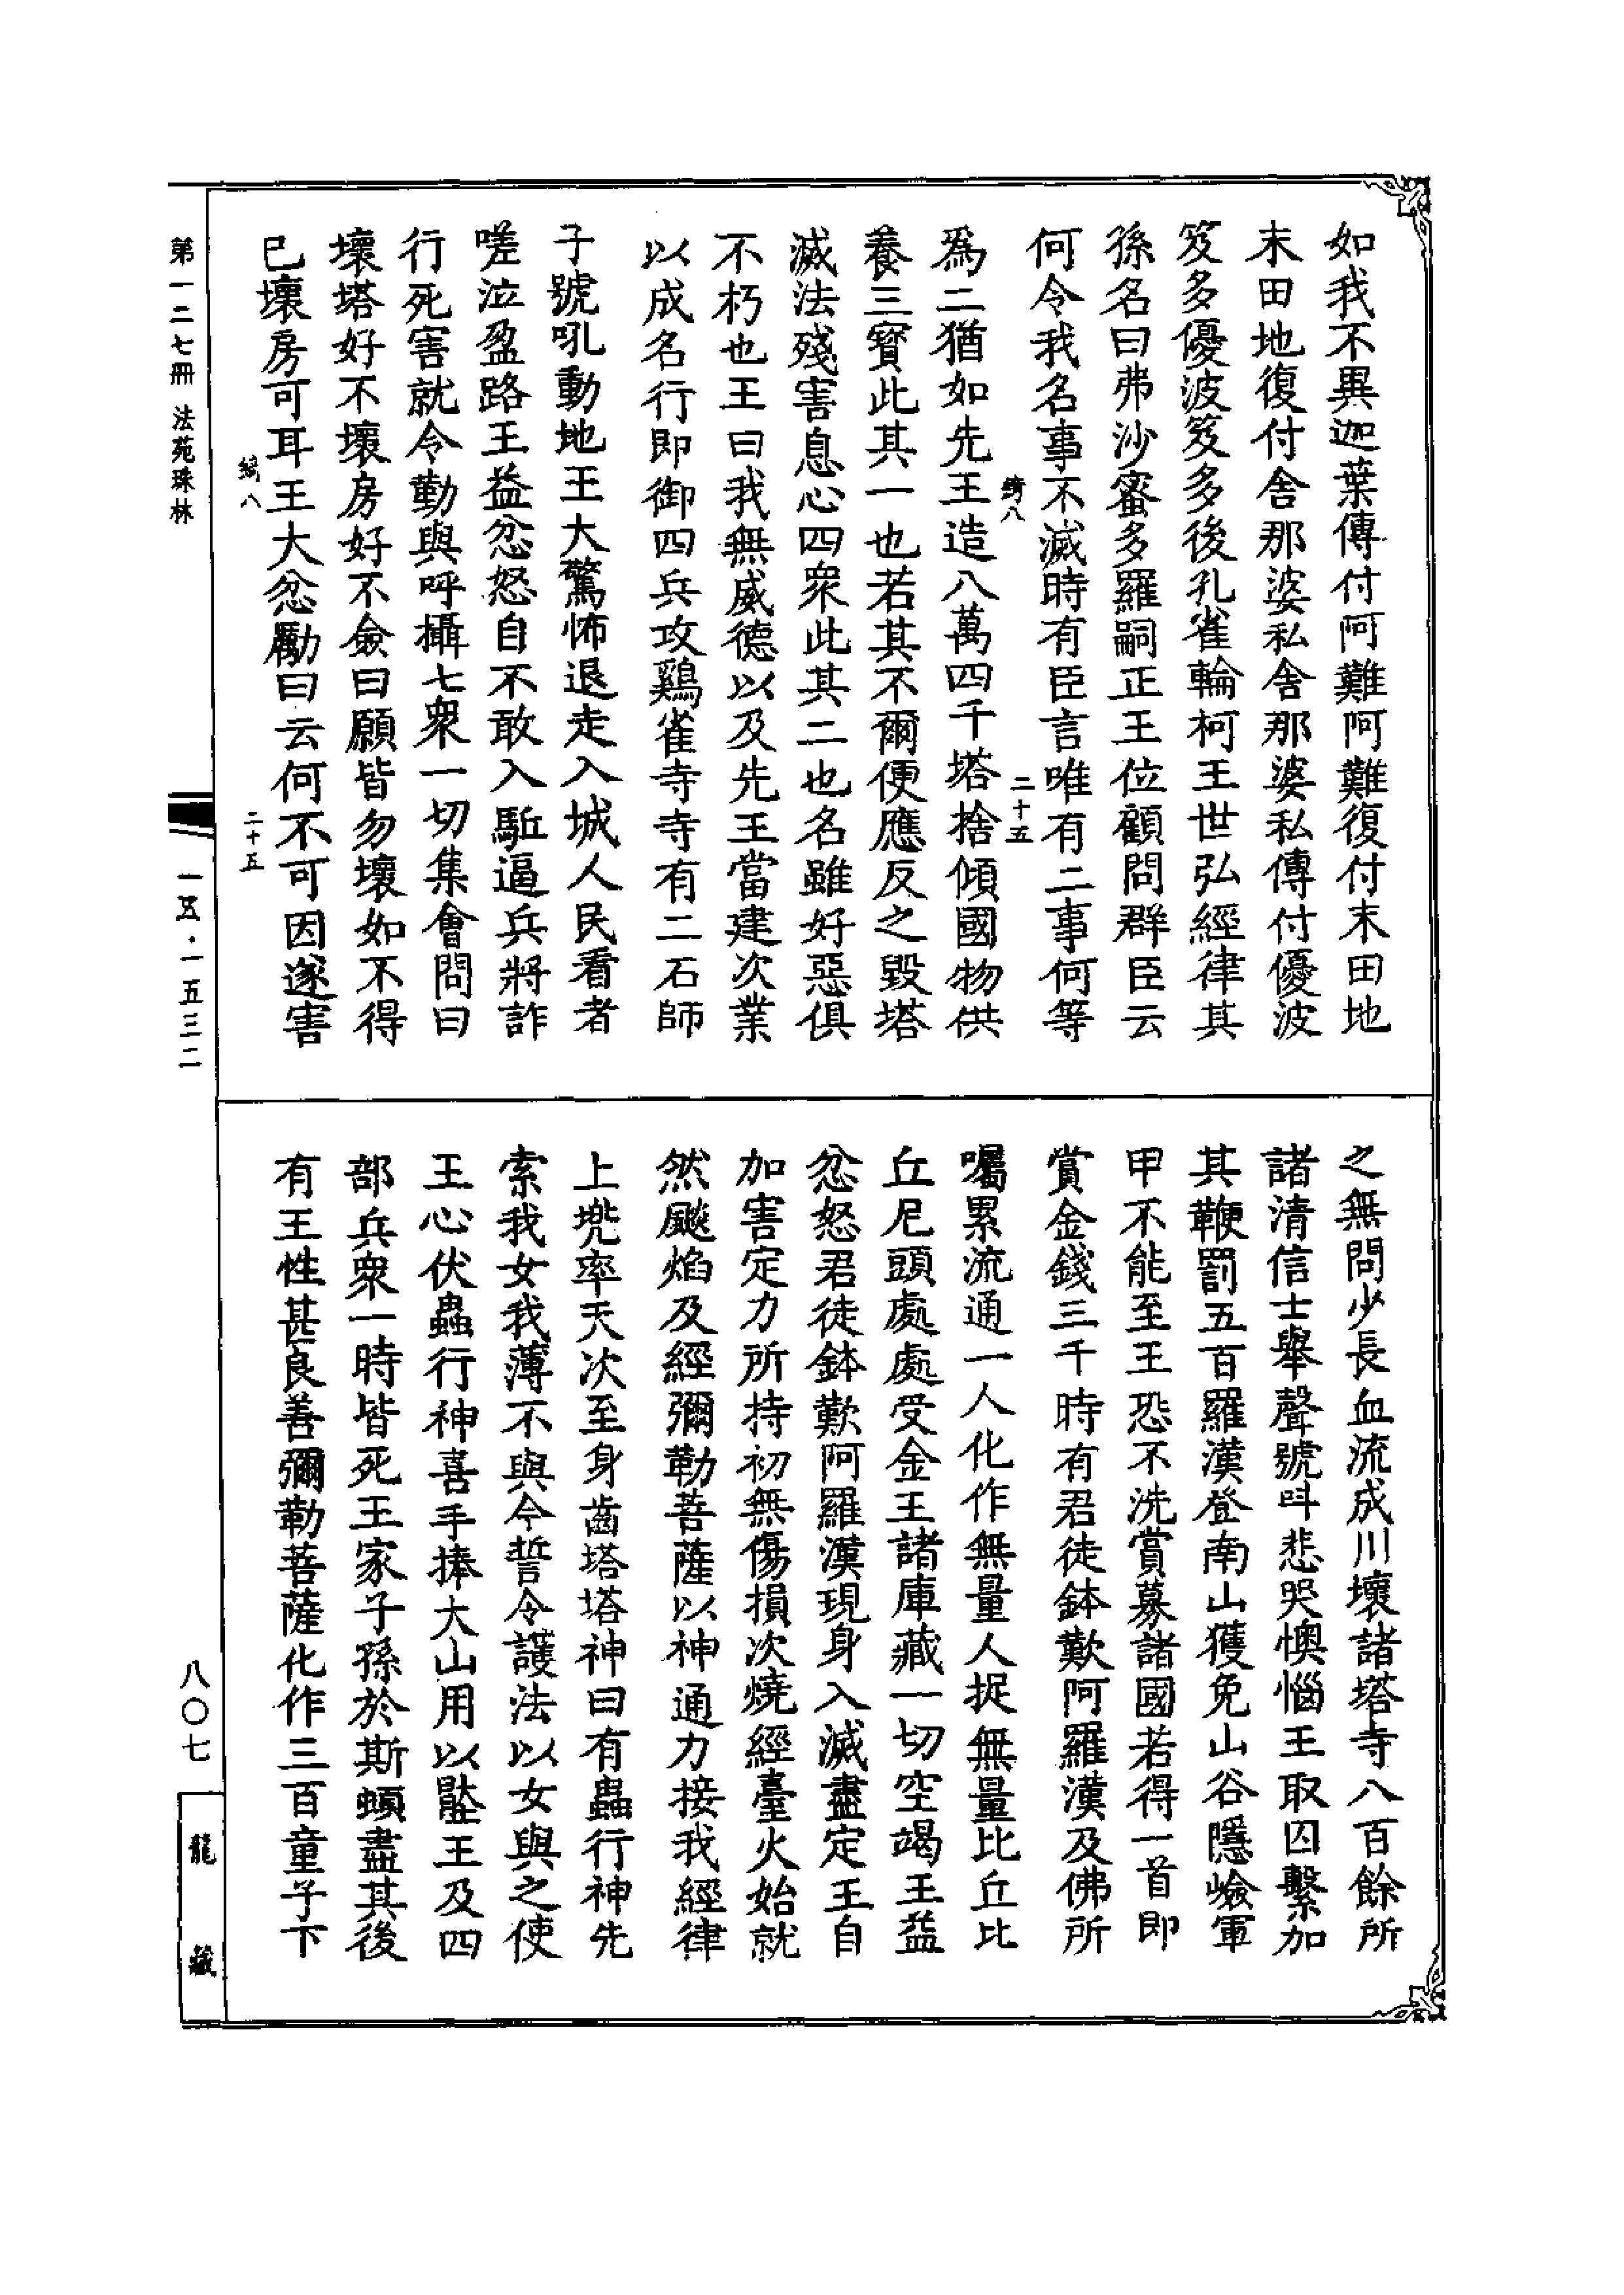 如我不異迦葉傳付阿難阿難復付末田地
末田地復付舍那婆私舍那婆私傳付優波
笈多優波笈多後孔雀輪柯王世弘經律其
孫名曰弗沙蜜多羅嗣正王位顧問群臣云
何令我名事不滅時有臣言唯有二事何等
綺八 二十五
爲二猶如先王造八萬四千塔捨傾國物供
養三寶此其一也若其不爾便應反之毀塔
滅法殘害息心四衆此其二也名雖好惡俱
不朽也王曰我無威德以及先王當建次業
以成名行即御四兵攻鷄雀寺寺有二石師
子號吼動地王大驚怖退走入城人民看者
嗟泣盈路王益忿怒自不敢入駈逼兵將詐
行死害就令勤與呼攝七衆一切集會問曰
壞塔好不壞房好不僉曰願皆勿壞如不得
已壞房可耳王大忿勵曰云何不可因遂害
綺八 二十五
之無問少長血流成川壞諸塔寺八百餘所
諸清信士舉聲號呌悲哭懊惱王取囚繫加
其鞭罰五百羅漢登南山獲免山谷隱嶮軍
甲不能至王恐不洗賞募諸國若得一首即
賞金錢三千時有君徒鉢歎阿羅漢及佛所
囑累流通一人化作無量人捉無量比丘比
丘尼頭處處受金王諸庫藏一切空竭王益
忿怒君徒鉢歎阿羅漢現身入滅盡定王自
加害定力所持初無傷損次燒經臺火始就
然飈焰及經彌勒菩薩以神通力接我經律
上兠率天次至身齒塔塔神曰有蟲行神先
索我女我薄不與今誓令護法以女與之使
王心伏蟲行神喜手捧大山用以壓王及四
部兵衆一時皆死王家子孫於斯頓盡其後
有王性甚良善彌勒菩薩化作三百童子下
第一二七冊 法苑珠林
一五·一五三二
八〇七
龍藏